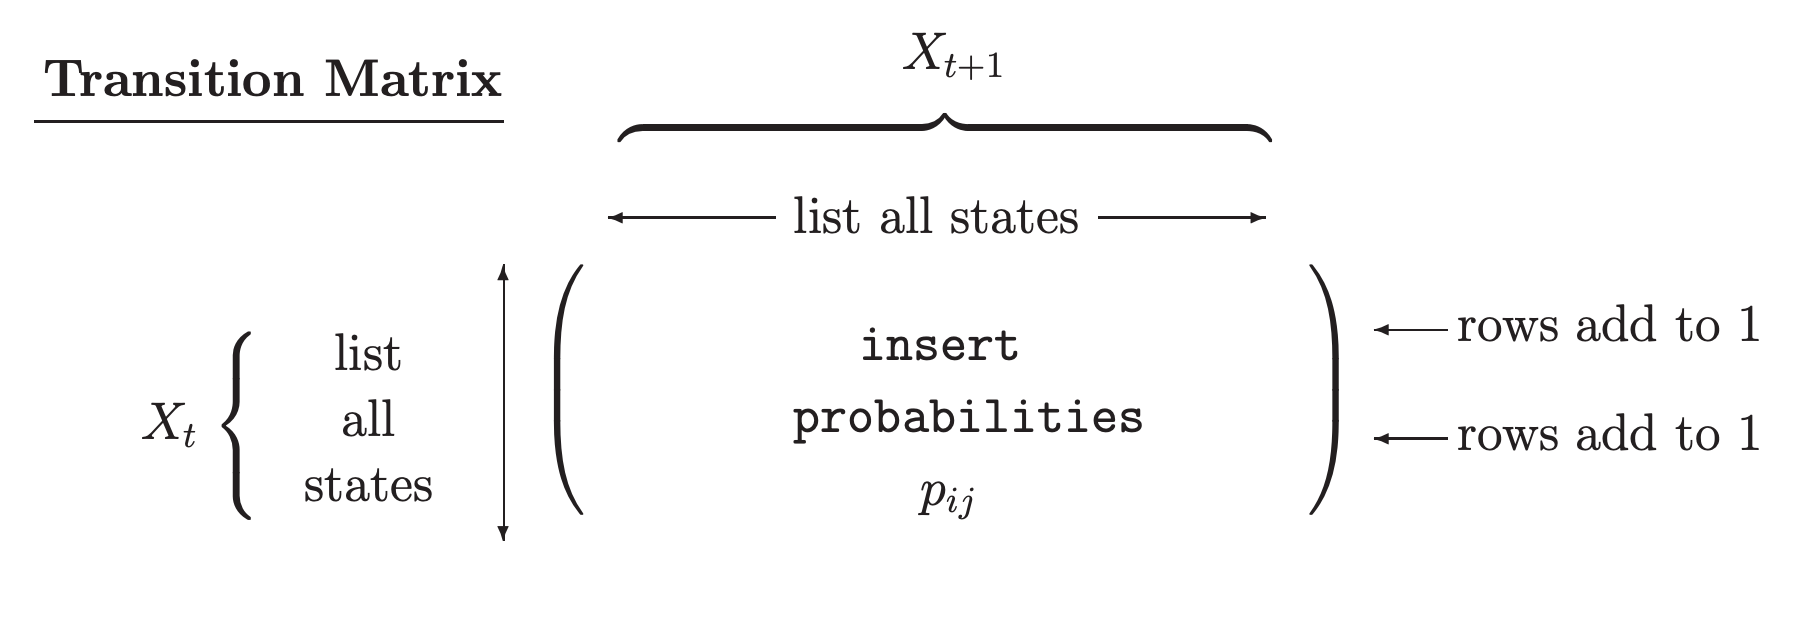 Transition Matrix
X_{t+1}
list all states
X_t
list
all
states
insert
probabilities
p_{ij}
rows add to 1
rows add to 1